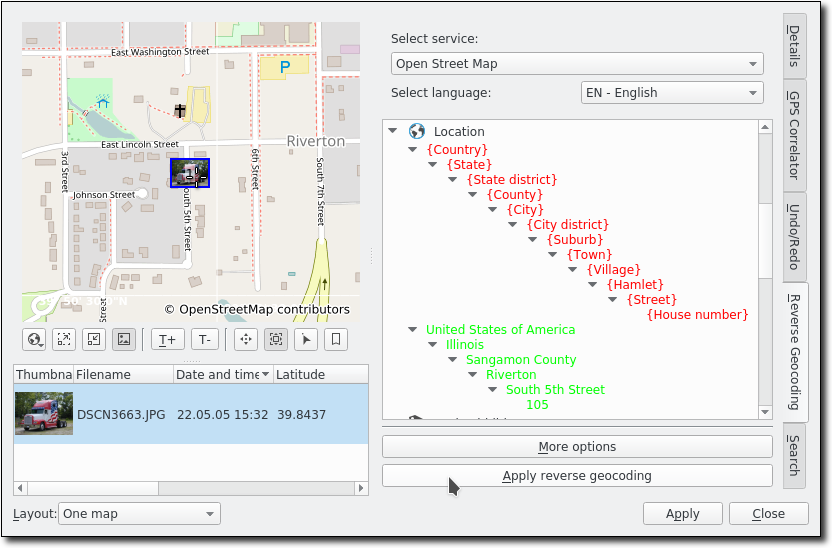 East Washington Street
P
East Lincoln Street
Riverton
3rd Street
6th Street
South 7th Street
Johnson Street
South 5th Street
Street
© OpenStreetMap contributors
T+
T-
Thumbna
Filename
Date and time
Latitude
DSCN3663.JPG
22.05.05 15:32
39.8437
Layout:
One map
Select service:
Open Street Map
Select language:
EN - English
Location
{Country}
{State}
{State district}
{County}
{City}
{City district}
{Suburb}
{Town}
{Village}
{Hamlet}
{Street}
{House number}
United States of America
Illinois
Sangamon County
Riverton
South 5th Street
105
More options
Apply reverse geocoding
Apply
Close
Details
GPS Correlator
Undo/Redo
Reverse Geocoding
Search